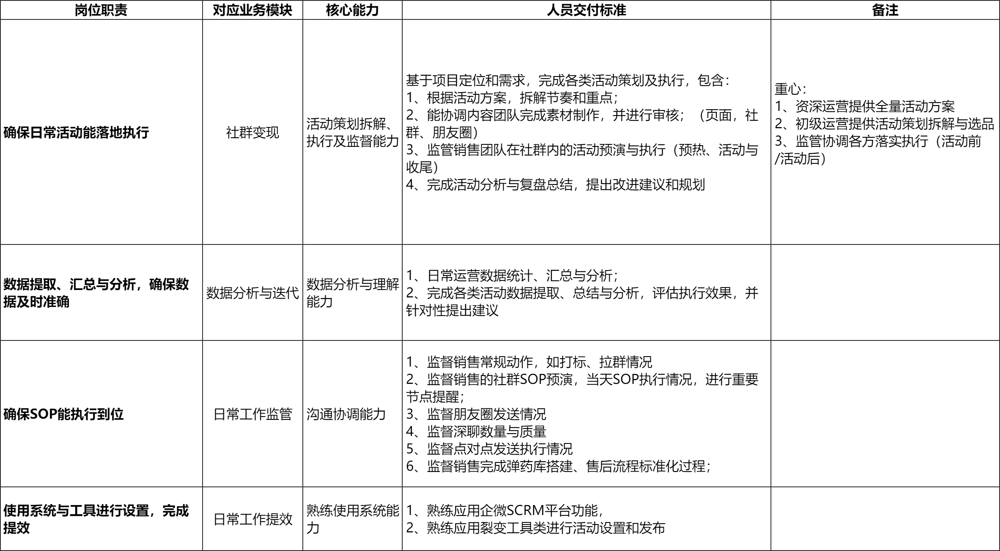 岗位职责
对应业务模块
核心能力
人员交付标准
备注
确保日常活动能落地执行
社群变现
活动策划拆解、
执行及监督能力
基于项目定位和需求，完成各类活动策划及执行，包含：
1、根据活动方案，拆解节奏和重点；
2、能协调内容团队完成素材制作，并进行审核；（页面，社
群、朋友圈）
3、监管销售团队在社群内的活动预演与执行（预热、活动与
收尾）
4、完成活动分析与复盘总结，提出改进建议和规划
重心：
1、资深运营提供全量活动方案
2、初级运营提供活动策划拆解与选品
3、监管协调各方落实执行（活动前
/活动后）
数据提取、汇总与分析，确保数
据及时准确
数据分析与迭代
数据分析与理解
能力
1、日常运营数据统计、汇总与分析；
2、完成各类活动数据提取、总结与分析，评估执行效果，并
针对性提出建议
确保SOP能执行到位
日常工作监管
沟通协调能力
1、监督销售常规动作，如打标、拉群情况
2、监督销售的社群SOP预演，当天SOP执行情况，进行重要
节点提醒；
3、监督朋友圈发送情况
4、监督深聊数量与质量
5、监督点对点发送执行情况
6、监督销售完成弹药库搭建、售后流程标准化过程；
使用系统与工具进行设置，完成
提效
日常工作提效
熟练使用系统能
力
1、熟练应用企微SCRM平台功能，
2、熟练应用裂变工具类进行活动设置和发布